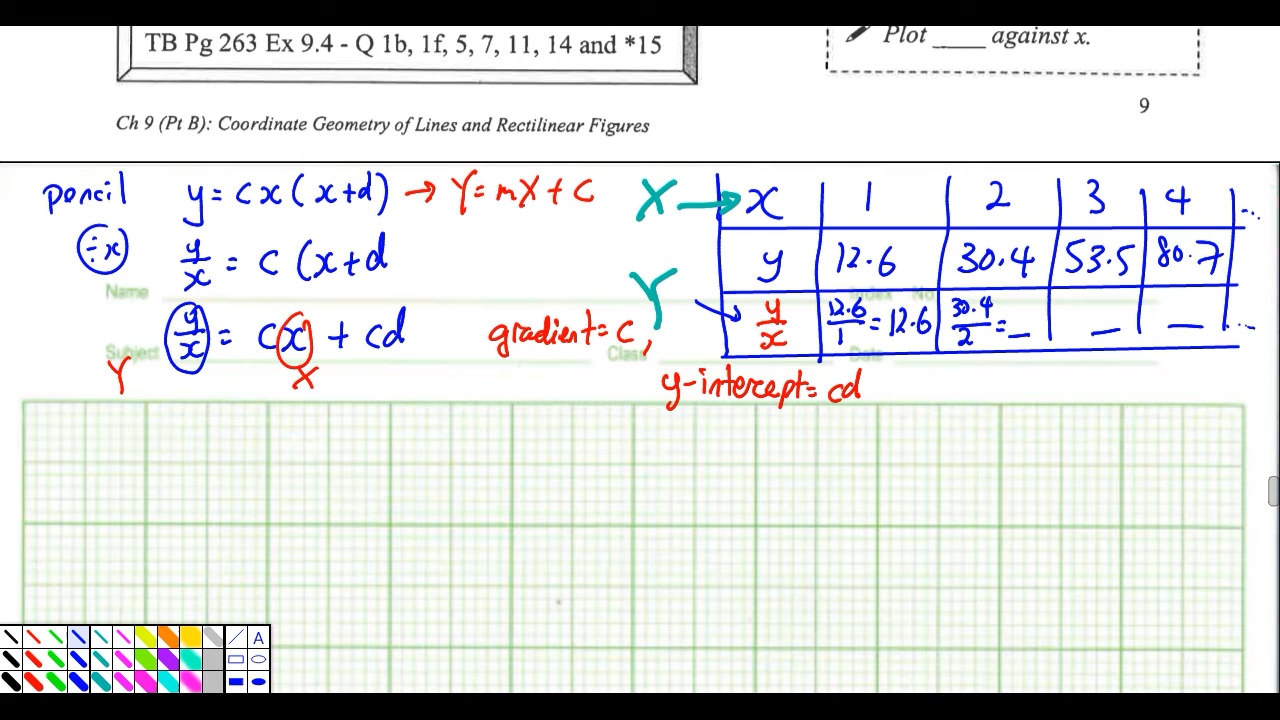 TB Pg 263 Ex 9.4 - Q 1b, 1f, 5, 7, 11, 14 and *15
Plot ____ against x.
9
Ch 9 (Pt B): Coordinate Geometry of Lines and Rectilinear Figures
pencil y = cx(x+d) → Y = mX + C
÷x y/x = c(x+d
y/x = cx + cd
Y X
gradient = c,
y-intercept = cd
X → x 1 2 3 4 ...
y 12.6 30.4 53.5 80.7
Y → y/x 12.6/1 = 12.6 30.4/2 = _ _ _ ...
Name Index No.
Subject Class Date
A